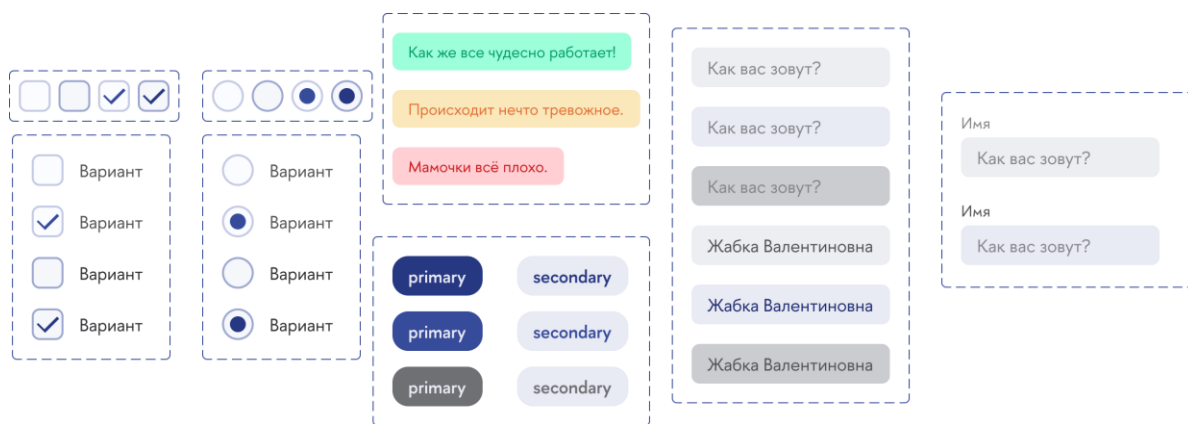 Вариант
Вариант
Вариант
Вариант
Вариант
Вариант
Вариант
Вариант
Как же все чудесно работает!
Происходит нечто тревожное.
Мамочки всё плохо.
primary secondary
primary secondary
primary secondary
Как вас зовут?
Как вас зовут?
Как вас зовут?
Жабка Валентиновна
Жабка Валентиновна
Жабка Валентиновна
Имя
Как вас зовут?
Имя
Как вас зовут?